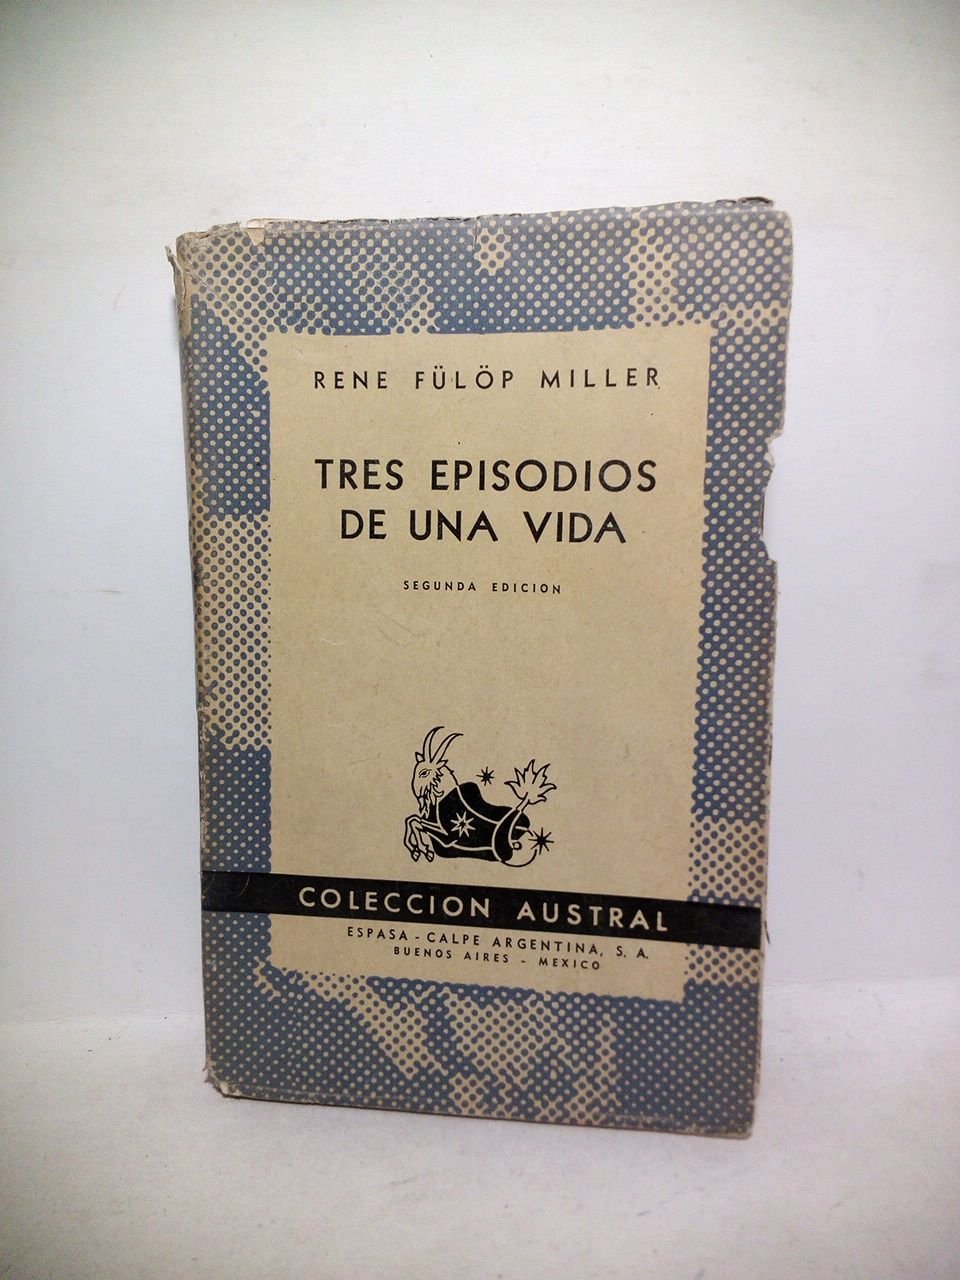 RENE FÜLÖP MILLER
TRES EPISODIOS
DE UNA VIDA
SEGUNDA EDICION
COLECCION AUSTRAL
ESPASA - CALPE ARGENTINA, S. A.
BUENOS AIRES - MEXICO